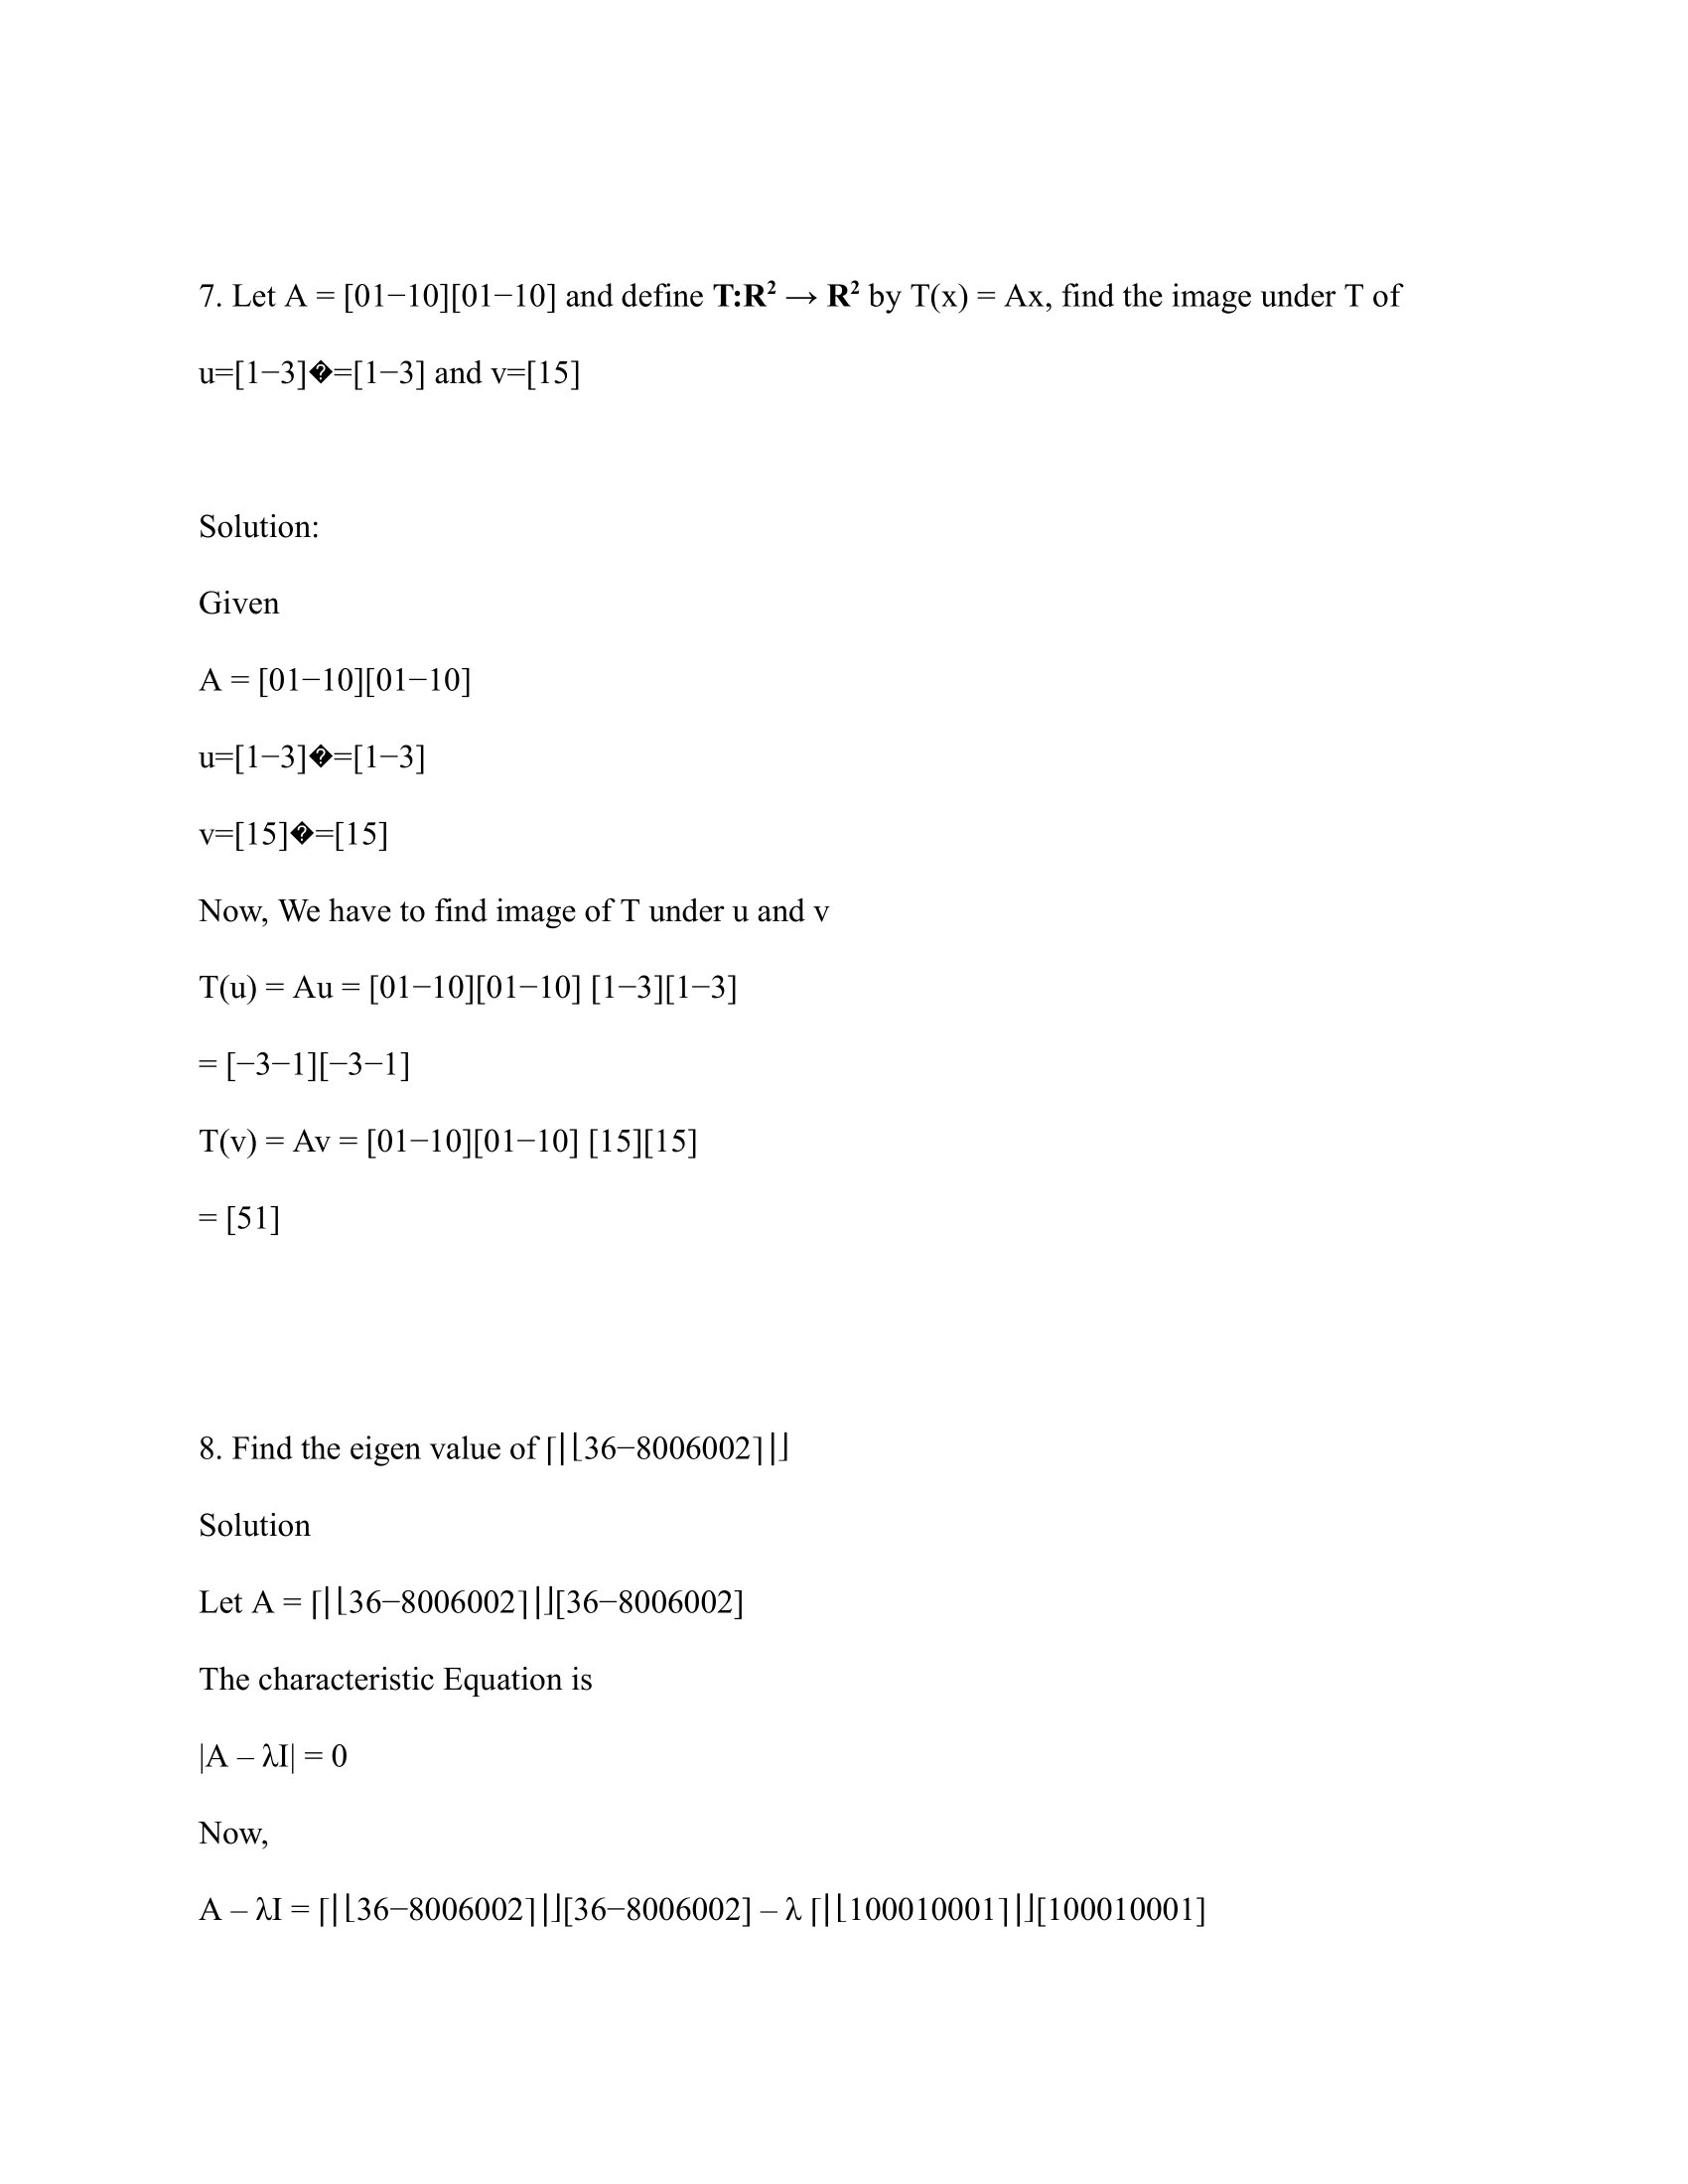 7. Let A = [01−10][01−10] and define T:R² → R² by T(x) = Ax, find the image under T of
u=[1−3]�=[1−3] and v=[15]
Solution:
Given
A = [01−10][01−10]
u=[1−3]�=[1−3]
v=[15]�=[15]
Now, We have to find image of T under u and v
T(u) = Au = [01−10][01−10] [1−3][1−3]
= [−3−1][−3−1]
T(v) = Av = [01−10][01−10] [15][15]
= [51]
8. Find the eigen value of ⎡⎢⎣36−8006002⎤⎥⎦
Solution
Let A = ⎡⎢⎣36−8006002⎤⎥⎦[36−8006002]
The characteristic Equation is
|A – λI| = 0
Now,
A – λI = ⎡⎢⎣36−8006002⎤⎥⎦[36−8006002] – λ ⎡⎢⎣100010001⎤⎥⎦[100010001]